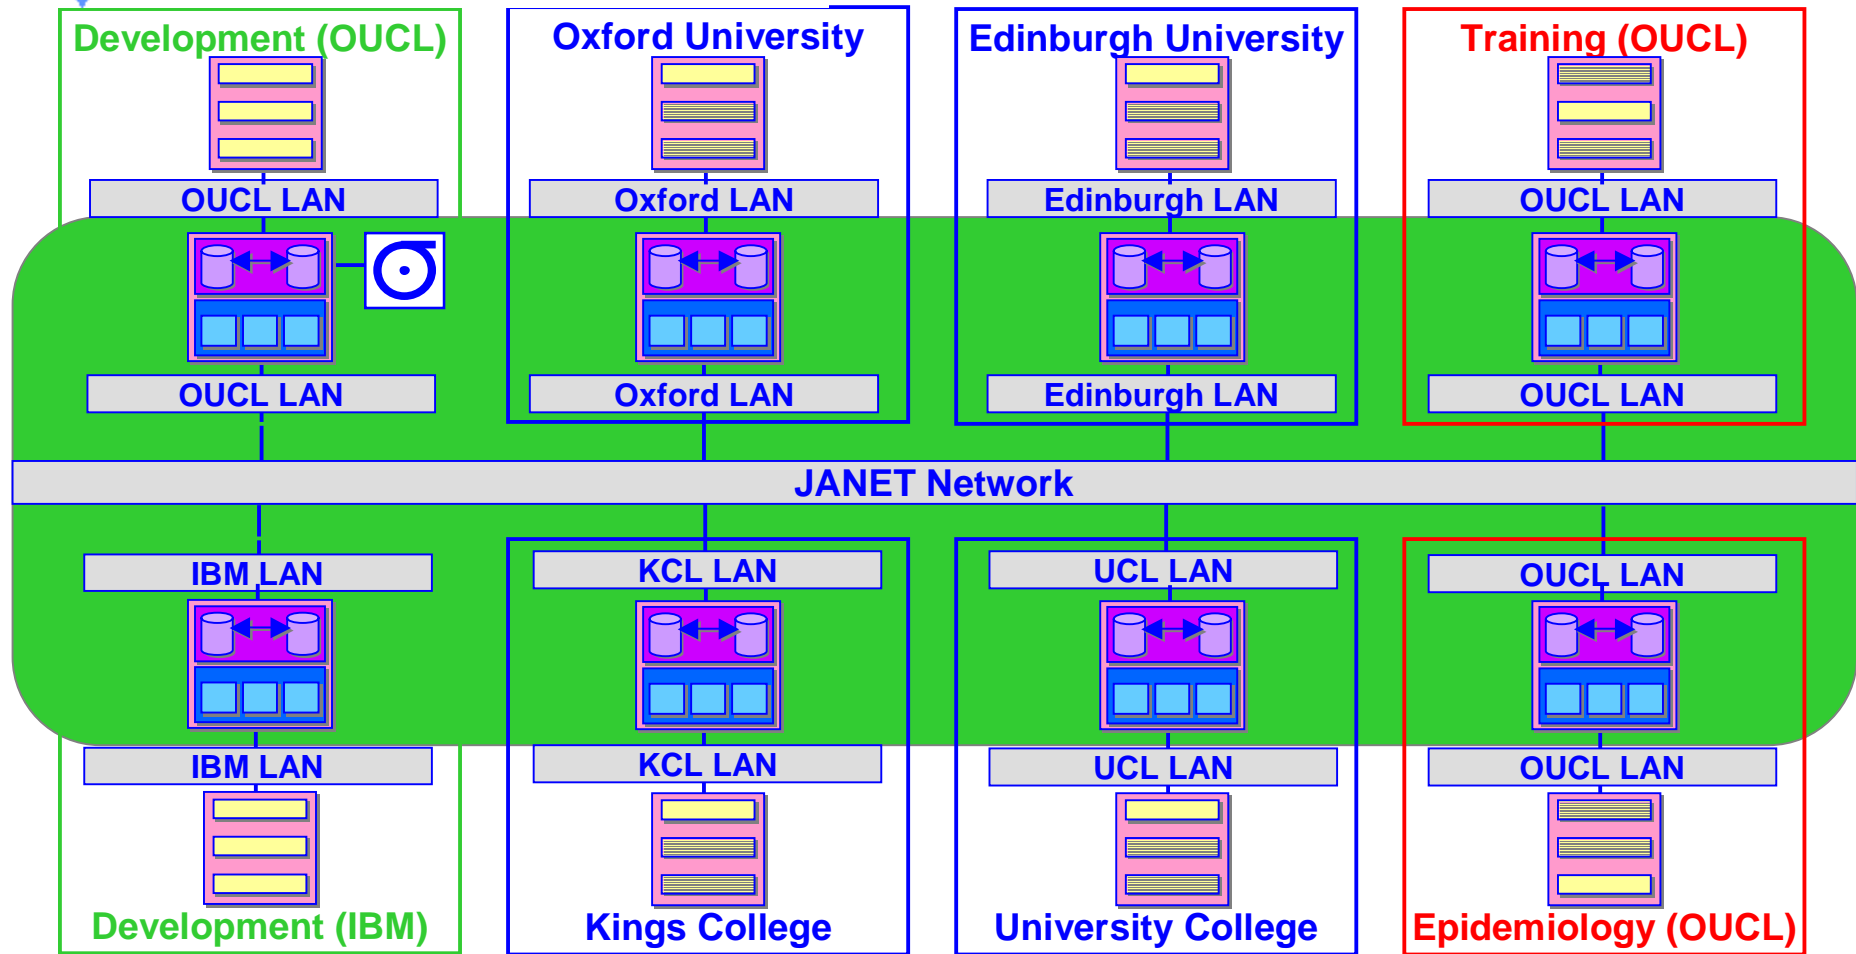 Development (OUCL)
Oxford University
Edinburgh University
Training (OUCL)
OUCL LAN
Oxford LAN
Edinburgh LAN
OUCL LAN
OUCL LAN
Oxford LAN
Edinburgh LAN
OUCL LAN
JANET Network
IBM LAN
KCL LAN
UCL LAN
OUCL LAN
IBM LAN
KCL LAN
UCL LAN
OUCL LAN
Development (IBM)
Kings College
University College
Epidemiology (OUCL)